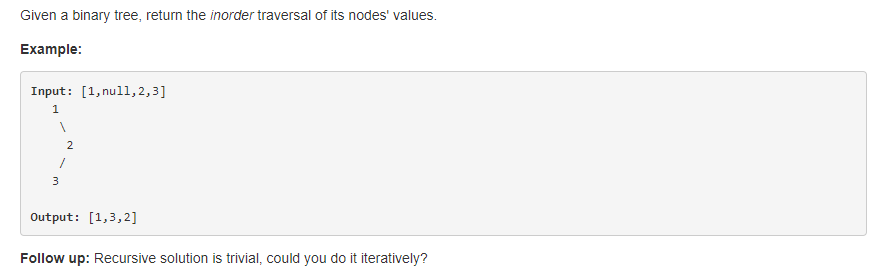 Given a binary tree, return the inorder traversal of its nodes' values.
Example:
Input: [1,null,2,3]
   1
    \
     2
    /
   3
Output: [1,3,2]
Follow up: Recursive solution is trivial, could you do it iteratively?